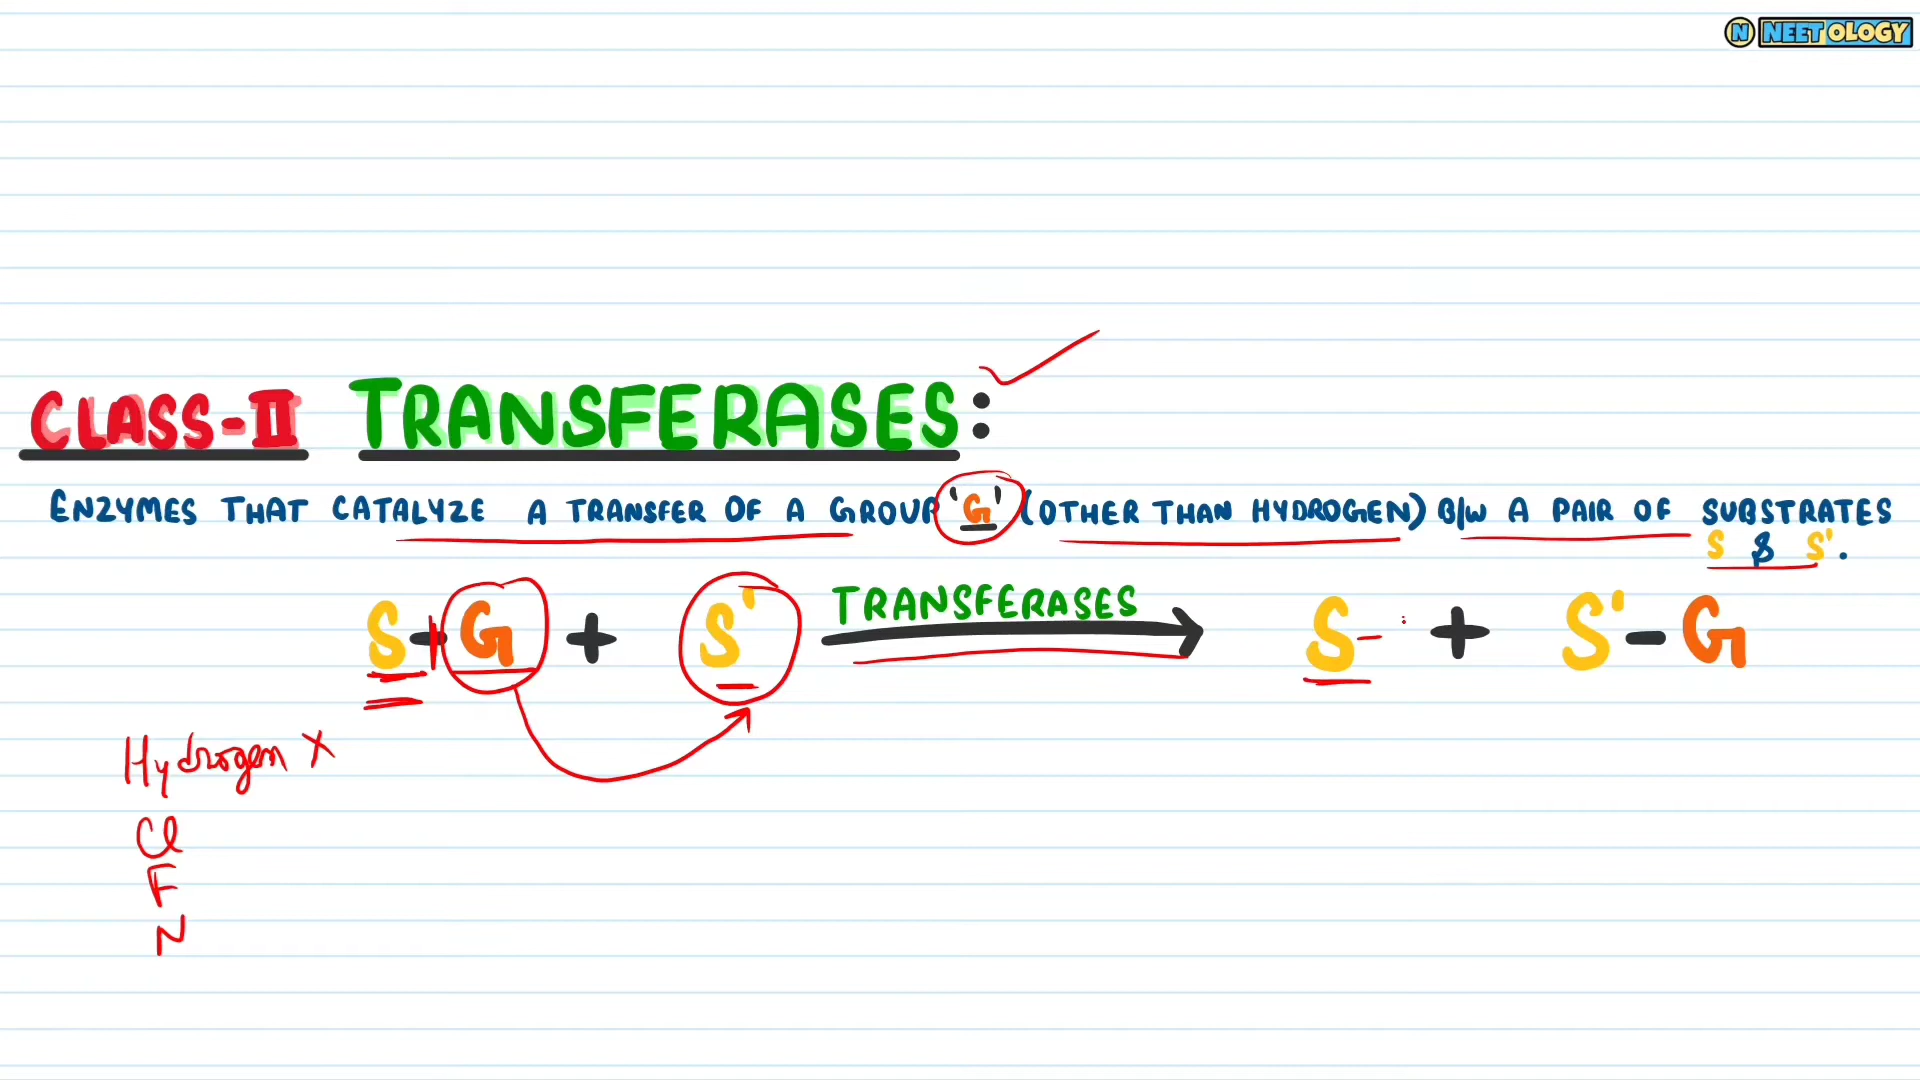 N NEETOLOGY
CLASS-II TRANSFERASES:
ENZYMES THAT CATALYZE A TRANSFER OF A GROUP 'G' (OTHER THAN HYDROGEN) B/W A PAIR OF SUBSTRATES
S & S'.
S-G + S' TRANSFERASES S + S'-G
Hydrogen X
Cl
F
N